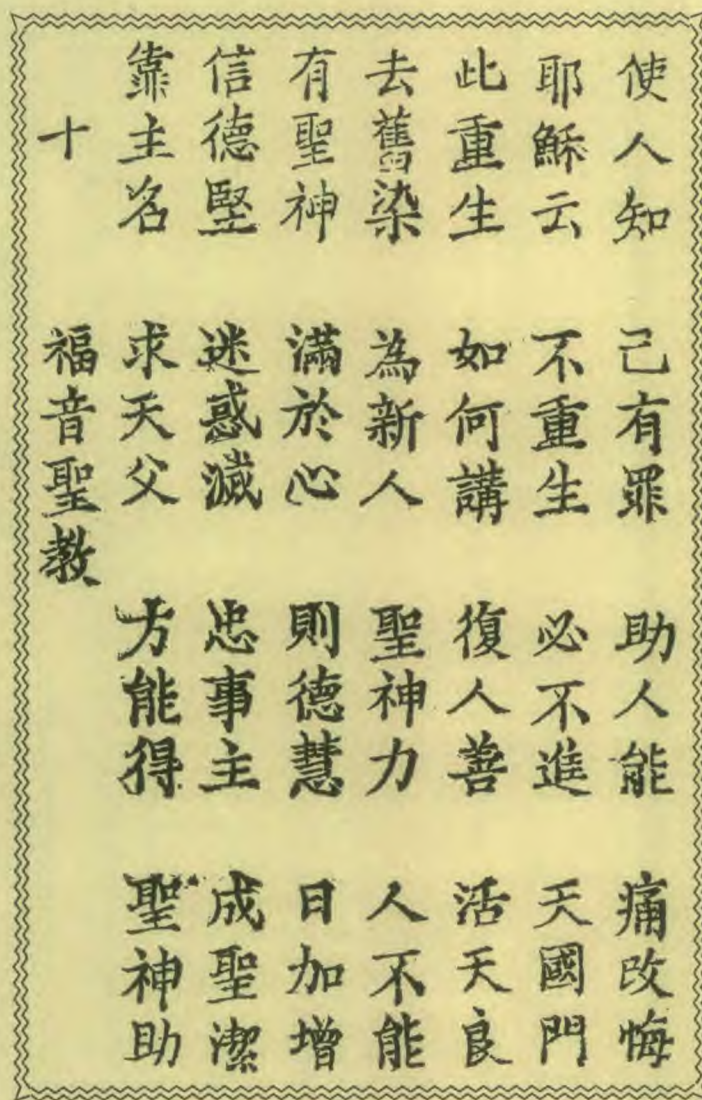 使人知 己有罪 助人能 痛改悔
耶穌云 不重生 必不進 天國門
此重生 如何講 復人善 活天良
去舊染 為新人 聖神力 人不能
有聖神 滿於心 則德慧 日加增
信德堅 迷惑滅 忠事主 成聖潔
靠主名 求天父 方能得 聖神助
十 福音聖教